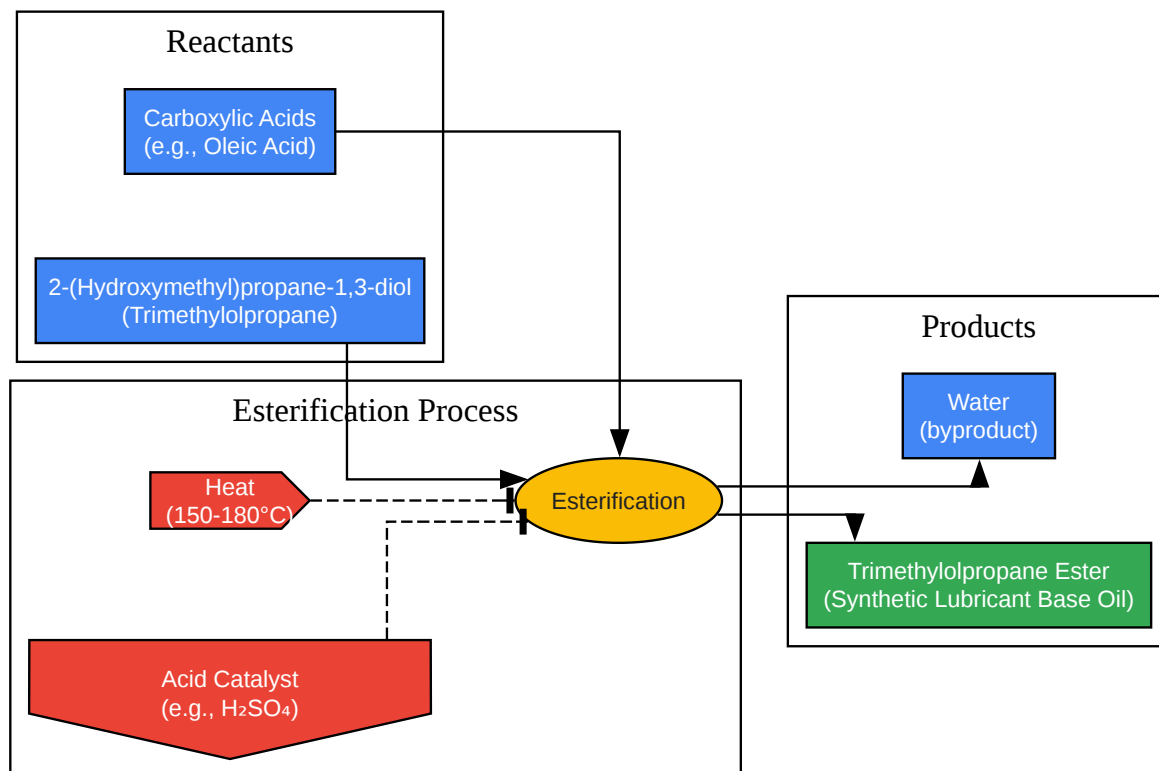 Reactants
Carboxylic Acids
(e.g., Oleic Acid)
2-(Hydroxymethyl)propane-1,3-diol
(Trimethylolpropane)
Esterification Process
Heat
(150-180°C)
Esterification
Acid Catalyst
(e.g., H₂SO₄)
Products
Water
(byproduct)
Trimethylolpropane Ester
(Synthetic Lubricant Base Oil)